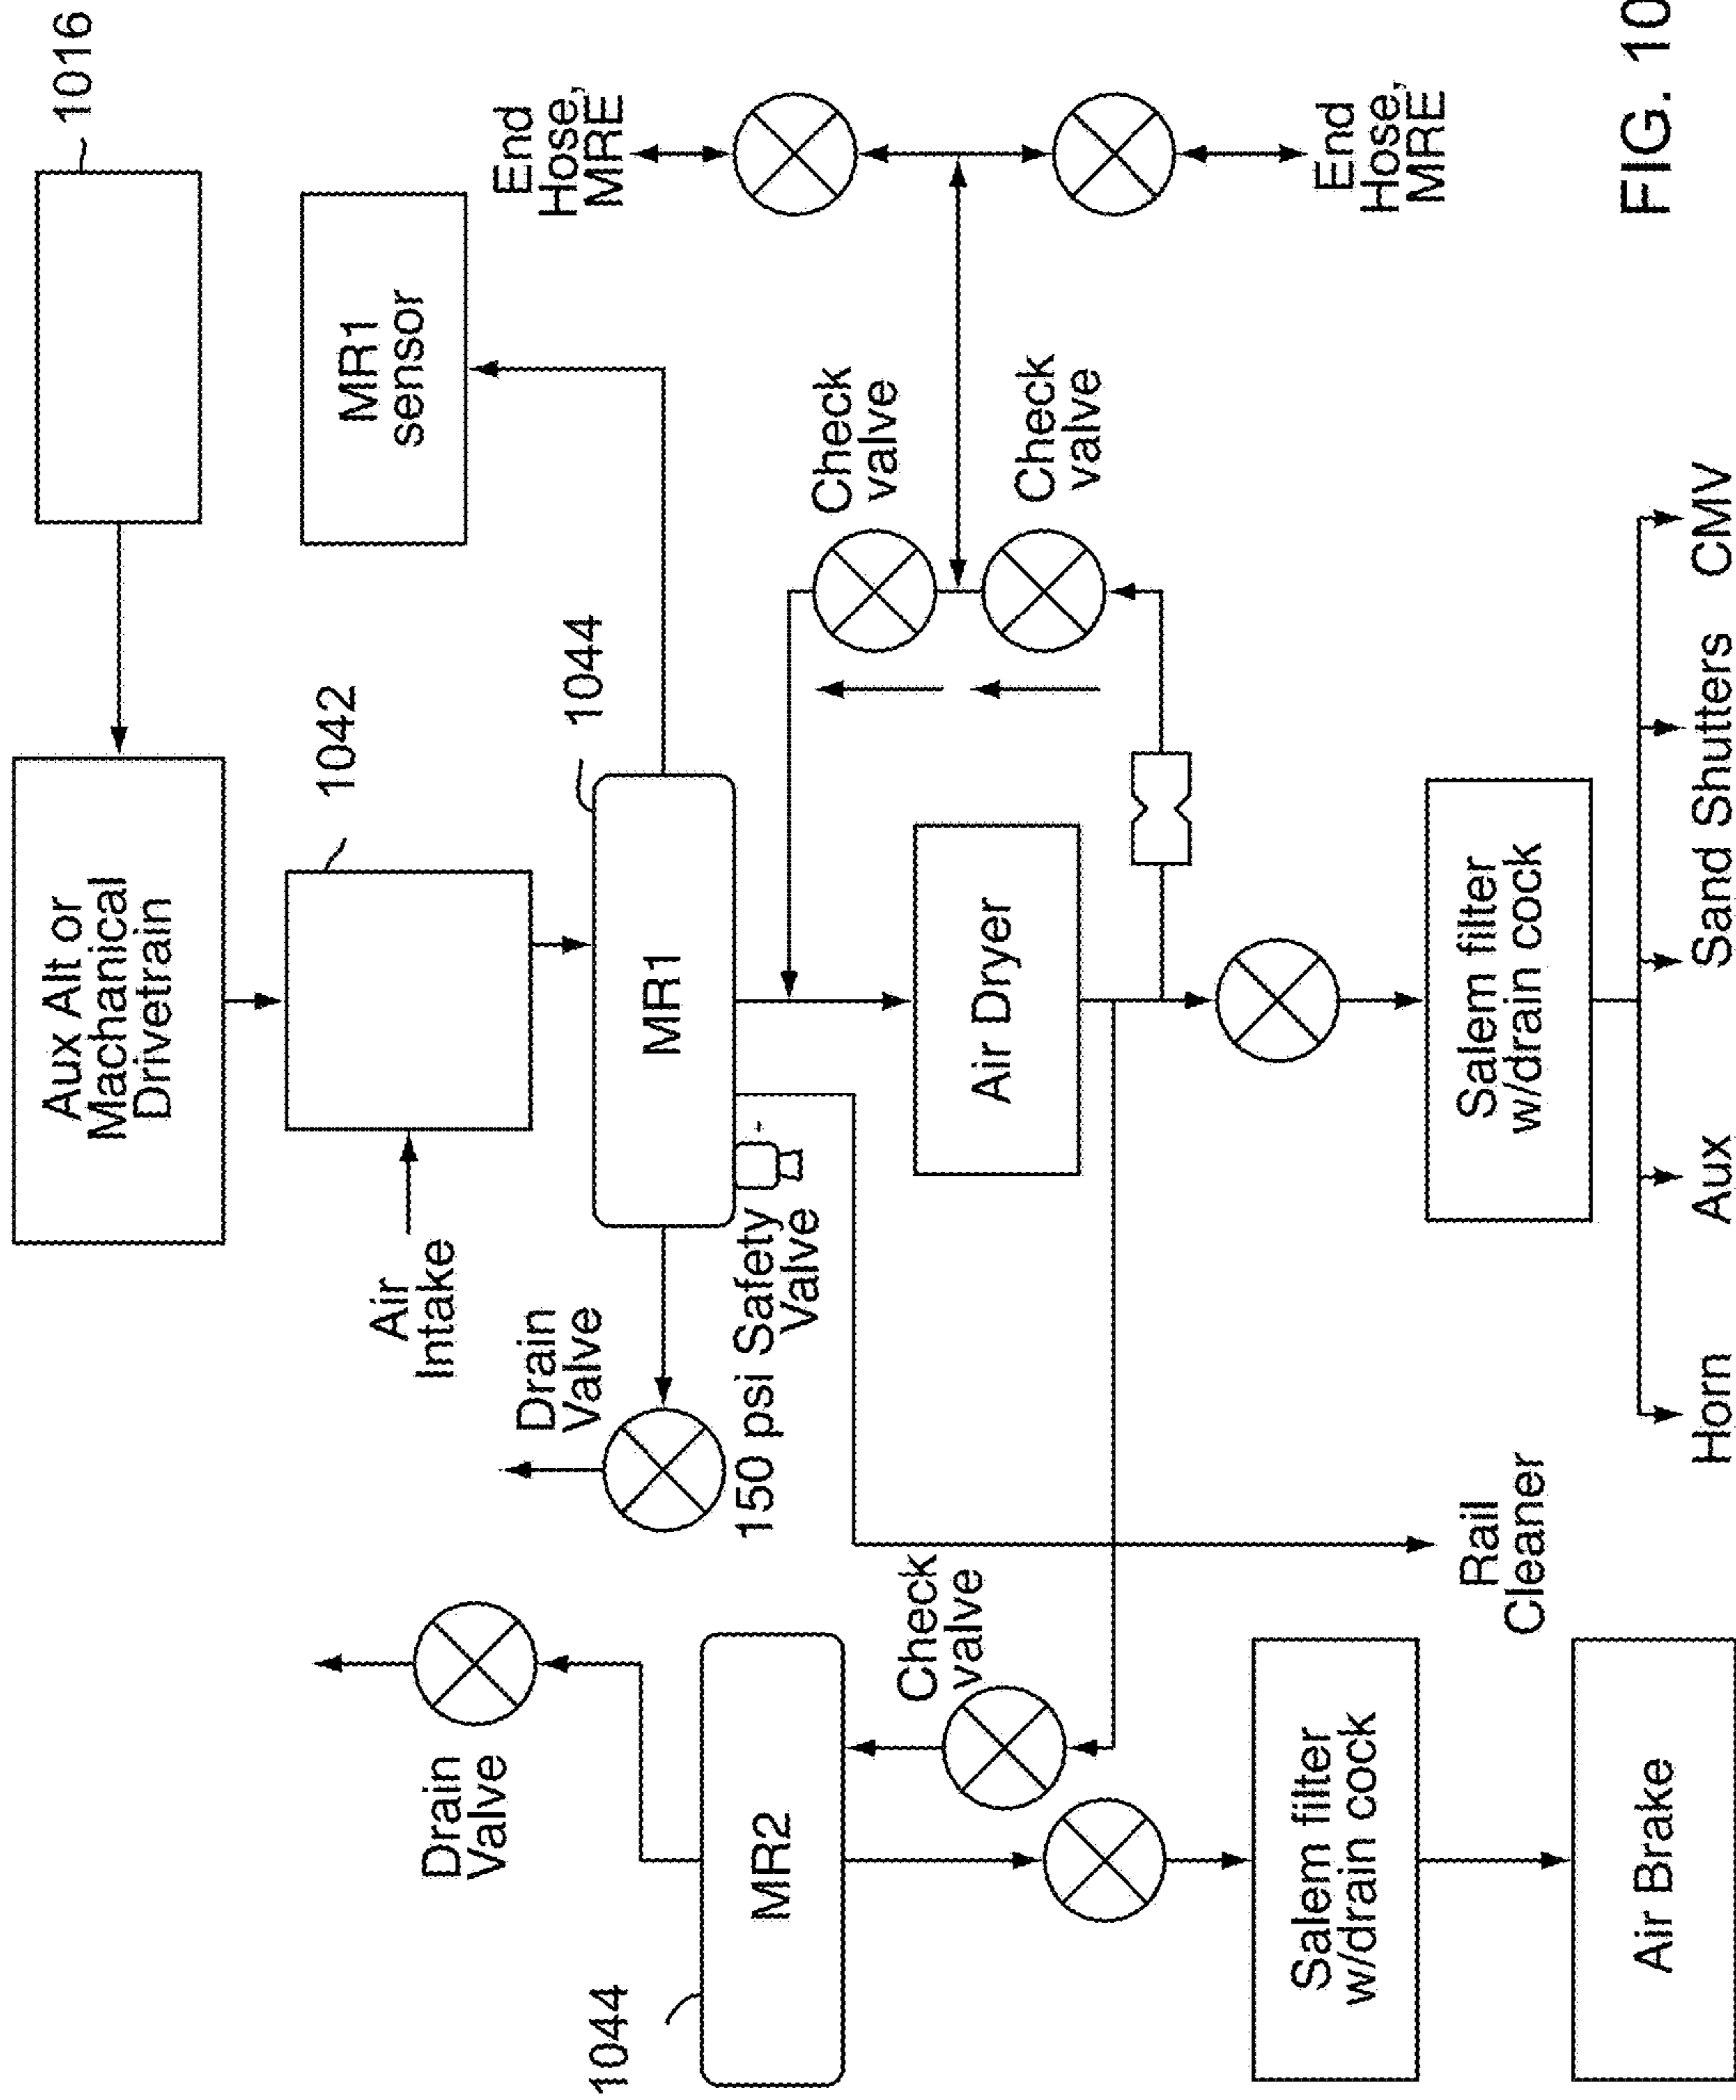 1016
Aux Alt or
Machanical
Drivetrain
1042
Air
Intake
MR1
sensor
1044
MR1
Drain
Valve
150 psi Safety
Valve
End
Hose,
MRE
Check
valve
Check
valve
End
Hose,
MRE
Air Dryer
Salem filter
w/drain cock
Horn
Aux
Sand
Shutters
CMV
Rail
Cleaner
Drain
Valve
1044
MR2
Check
valve
Salem filter
w/drain cock
Air Brake
FIG. 10